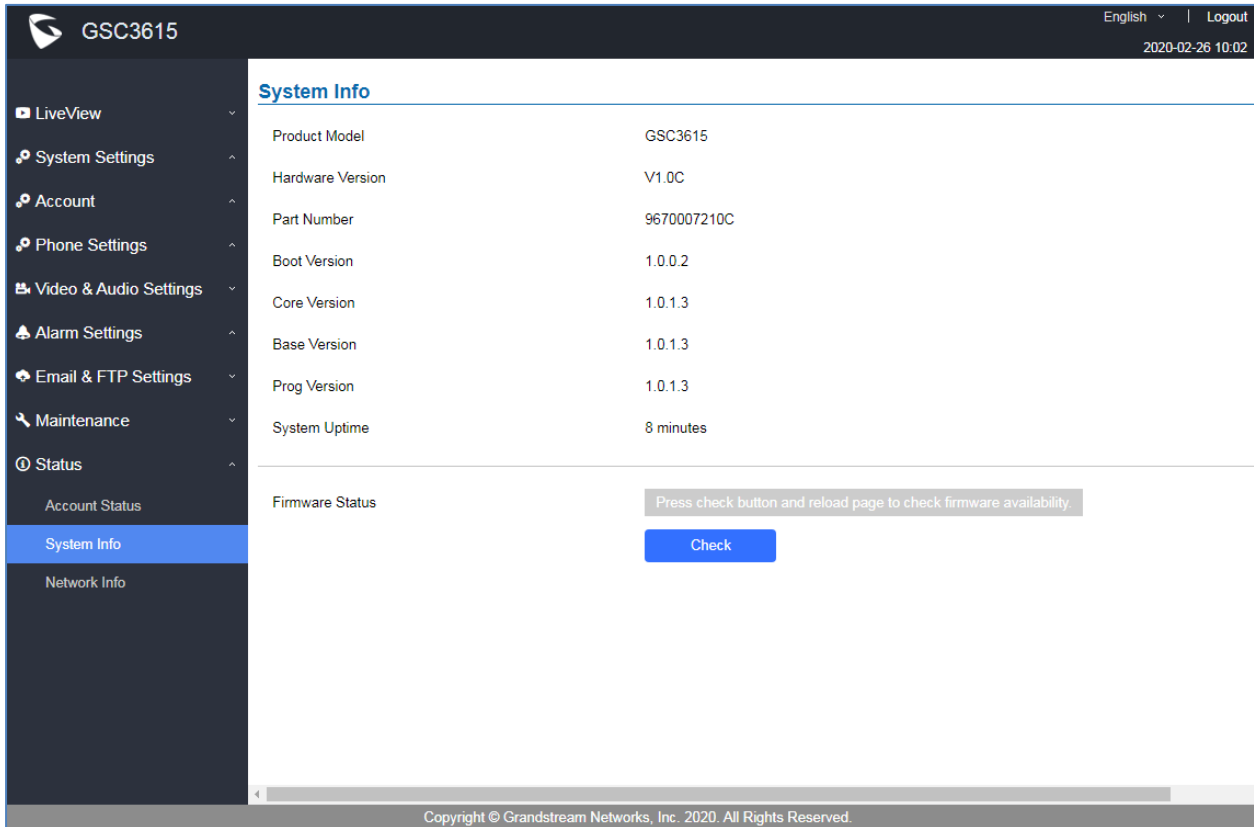 GSC3615
English | Logout
2020-02-26 10:02
LiveView
System Settings
Account
Phone Settings
Video & Audio Settings
Alarm Settings
Email & FTP Settings
Maintenance
Status
Account Status
System Info
Network Info
System Info
Product Model GSC3615
Hardware Version V1.0C
Part Number 9670007210C
Boot Version 1.0.0.2
Core Version 1.0.1.3
Base Version 1.0.1.3
Prog Version 1.0.1.3
System Uptime 8 minutes
Firmware Status Press check button and reload page to check firmware availability.
Check
Copyright © Grandstream Networks, Inc. 2020. All Rights Reserved.